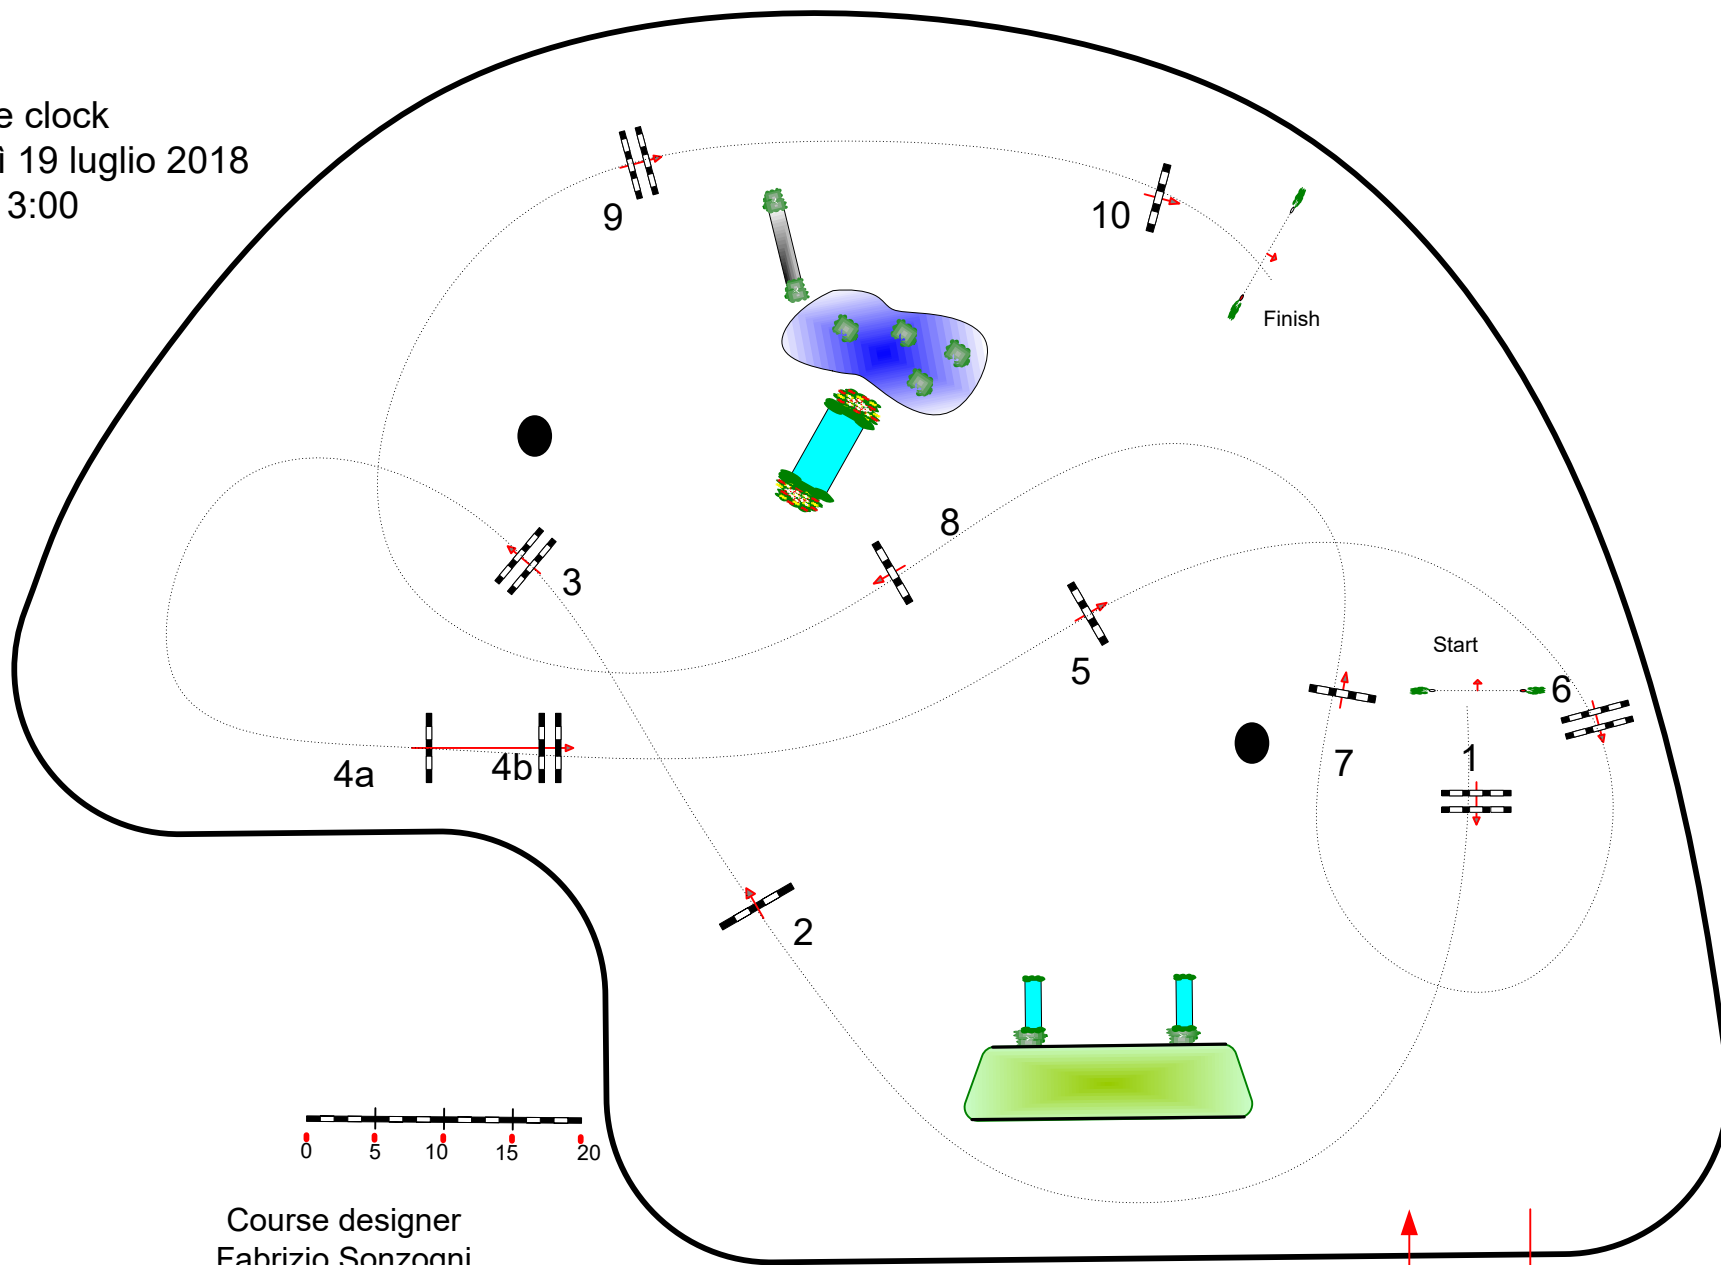 e clock
ì 19 luglio 2018
3:00
9
10
Finish
8
3
5
Start
6
4a
4b
7
1
2
0 5 10 15 20
Course designer
Fabrizio Sonzogni